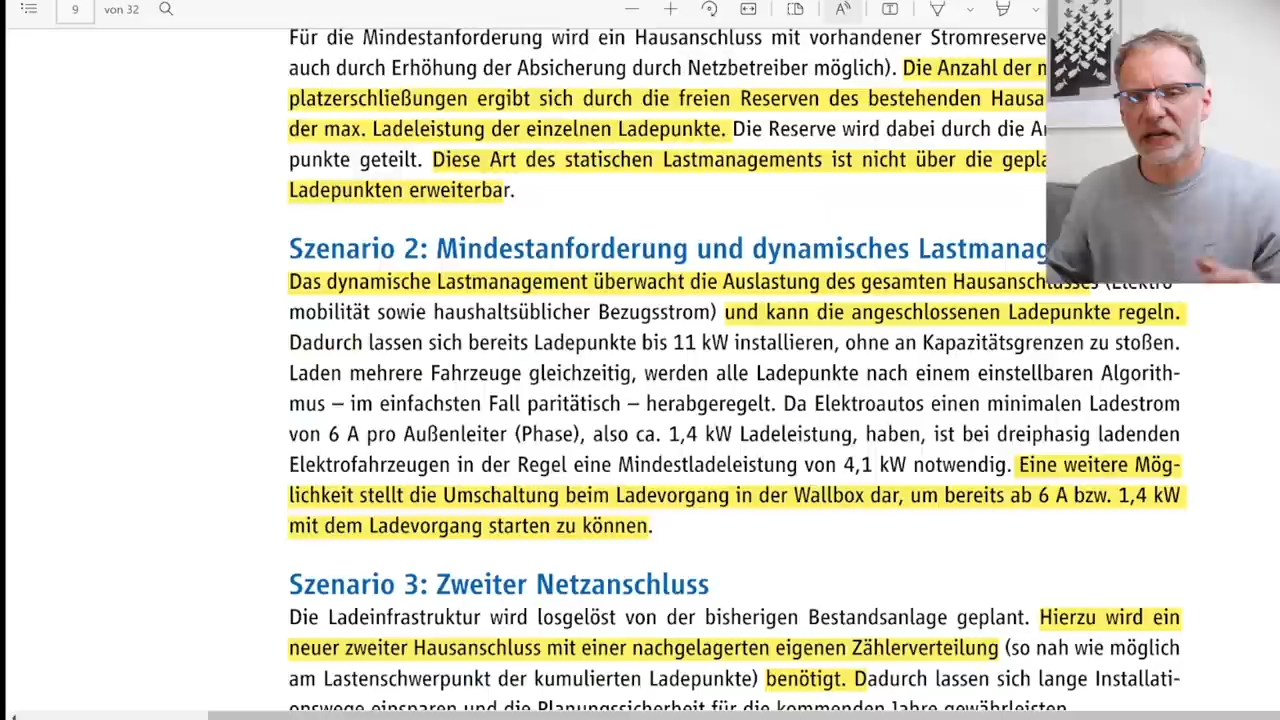 9 von 32
Für die Mindestanforderung wird ein Hausanschluss mit vorhandener Stromreserve
auch durch Erhöhung der Absicherung durch Netzbetreiber möglich). Die Anzahl der
platzerschließungen ergibt sich durch die freien Reserven des bestehenden
der max. Ladeleistung der einzelnen Ladepunkte. Die Reserve wird dabei durch die
punkte geteilt. Diese Art des statischen Lastmanagements ist nicht über die
Ladepunkten erweiterbar.
Szenario 2: Mindestanforderung und dynamisches
Das dynamische Lastmanagement überwacht die Auslastung des gesamten Hausanschlusses (Elektro
mobilität sowie haushaltsüblicher Bezugsstrom) und kann die angeschlossenen Ladepunkte regeln.
Dadurch lassen sich bereits Ladepunkte bis 11 kW installieren, ohne an Kapazitätsgrenzen zu stoßen.
Laden mehrere Fahrzeuge gleichzeitig, werden alle Ladepunkte nach einem einstellbaren Algorith-
mus – im einfachsten Fall paritätisch – herabgeregelt. Da Elektroautos einen minimalen Ladestrom
von 6 A pro Außenleiter (Phase), also ca. 1,4 kW Ladeleistung, haben, ist bei dreiphasig ladenden
Elektrofahrzeugen in der Regel eine Mindestladeleistung von 4,1 kW notwendig. Eine weitere Mög-
lichkeit stellt die Umschaltung beim Ladevorgang in der Wallbox dar, um bereits ab 6 A bzw. 1,4 kW
mit dem Ladevorgang starten zu können.
Szenario 3: Zweiter Netzanschluss
Die Ladeinfrastruktur wird losgelöst von der bisherigen Bestandsanlage geplant. Hierzu wird ein
neuer zweiter Hausanschluss mit einer nachgelagerten eigenen Zählerverteilung (so nah wie möglich
am Lastenschwerpunkt der kumulierten Ladepunkte) benötigt. Dadurch lassen sich lange Installati-
onswege einsparen und die Planungssicherheit für die kommenden Jahre gewährleisten.